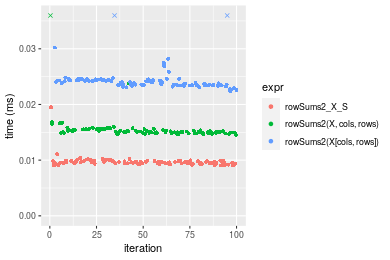 0.03
0.02
0.01
0.00
time (ms)
0
25
50
75
100
iteration
expr
rowSums2_X_S
rowSums2(X, cols, rows)
rowSums2(X[cols, rows])